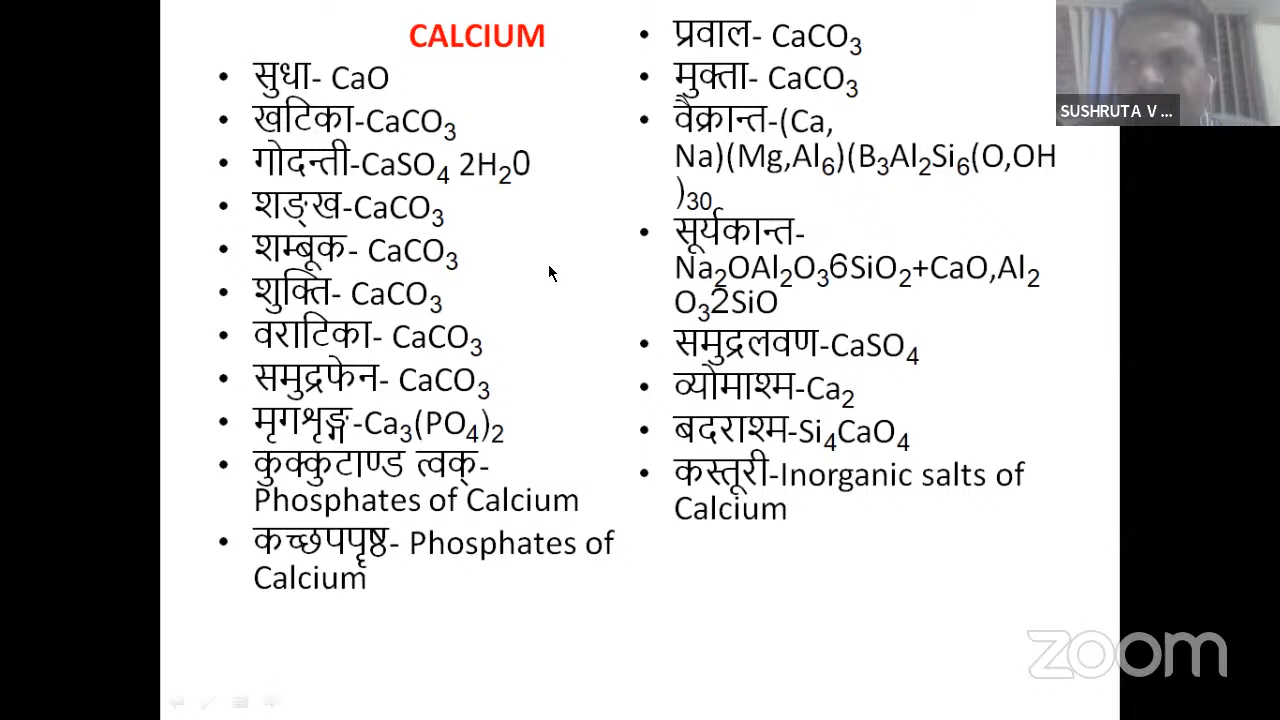 CALCIUM
• सुधा- CaO
• खटिका-CaCO3
• गोदन्ती-CaSO4 2H20
• शङ्ख-CaCO3
• शम्बूक- CaCO3
• शुक्ति- CaCO3
• वराटिका- CaCO3
• समुद्रफेन- CaCO3
• मृगशृङ्ग-Ca3(PO4)2
• कुक्कुटाण्ड त्वक्-
Phosphates of Calcium
• कच्छपपृष्ठ- Phosphates of
Calcium
• प्रवाल- CaCO3
• मुक्ता- CaCO3
• वैक्रान्त-(Ca,
Na)(Mg,Al6)(B3Al2Si6(O,OH
)30
• सूर्यकान्त-
Na2OAl2O36SiO2+CaO,Al2
O32SiO
• समुद्रलवण-CaSO4
• व्योमाश्म-Ca2
• बदराश्म-Si4CaO4
• कस्तूरी-Inorganic salts of
Calcium
SUSHRUTA V ...
zoom